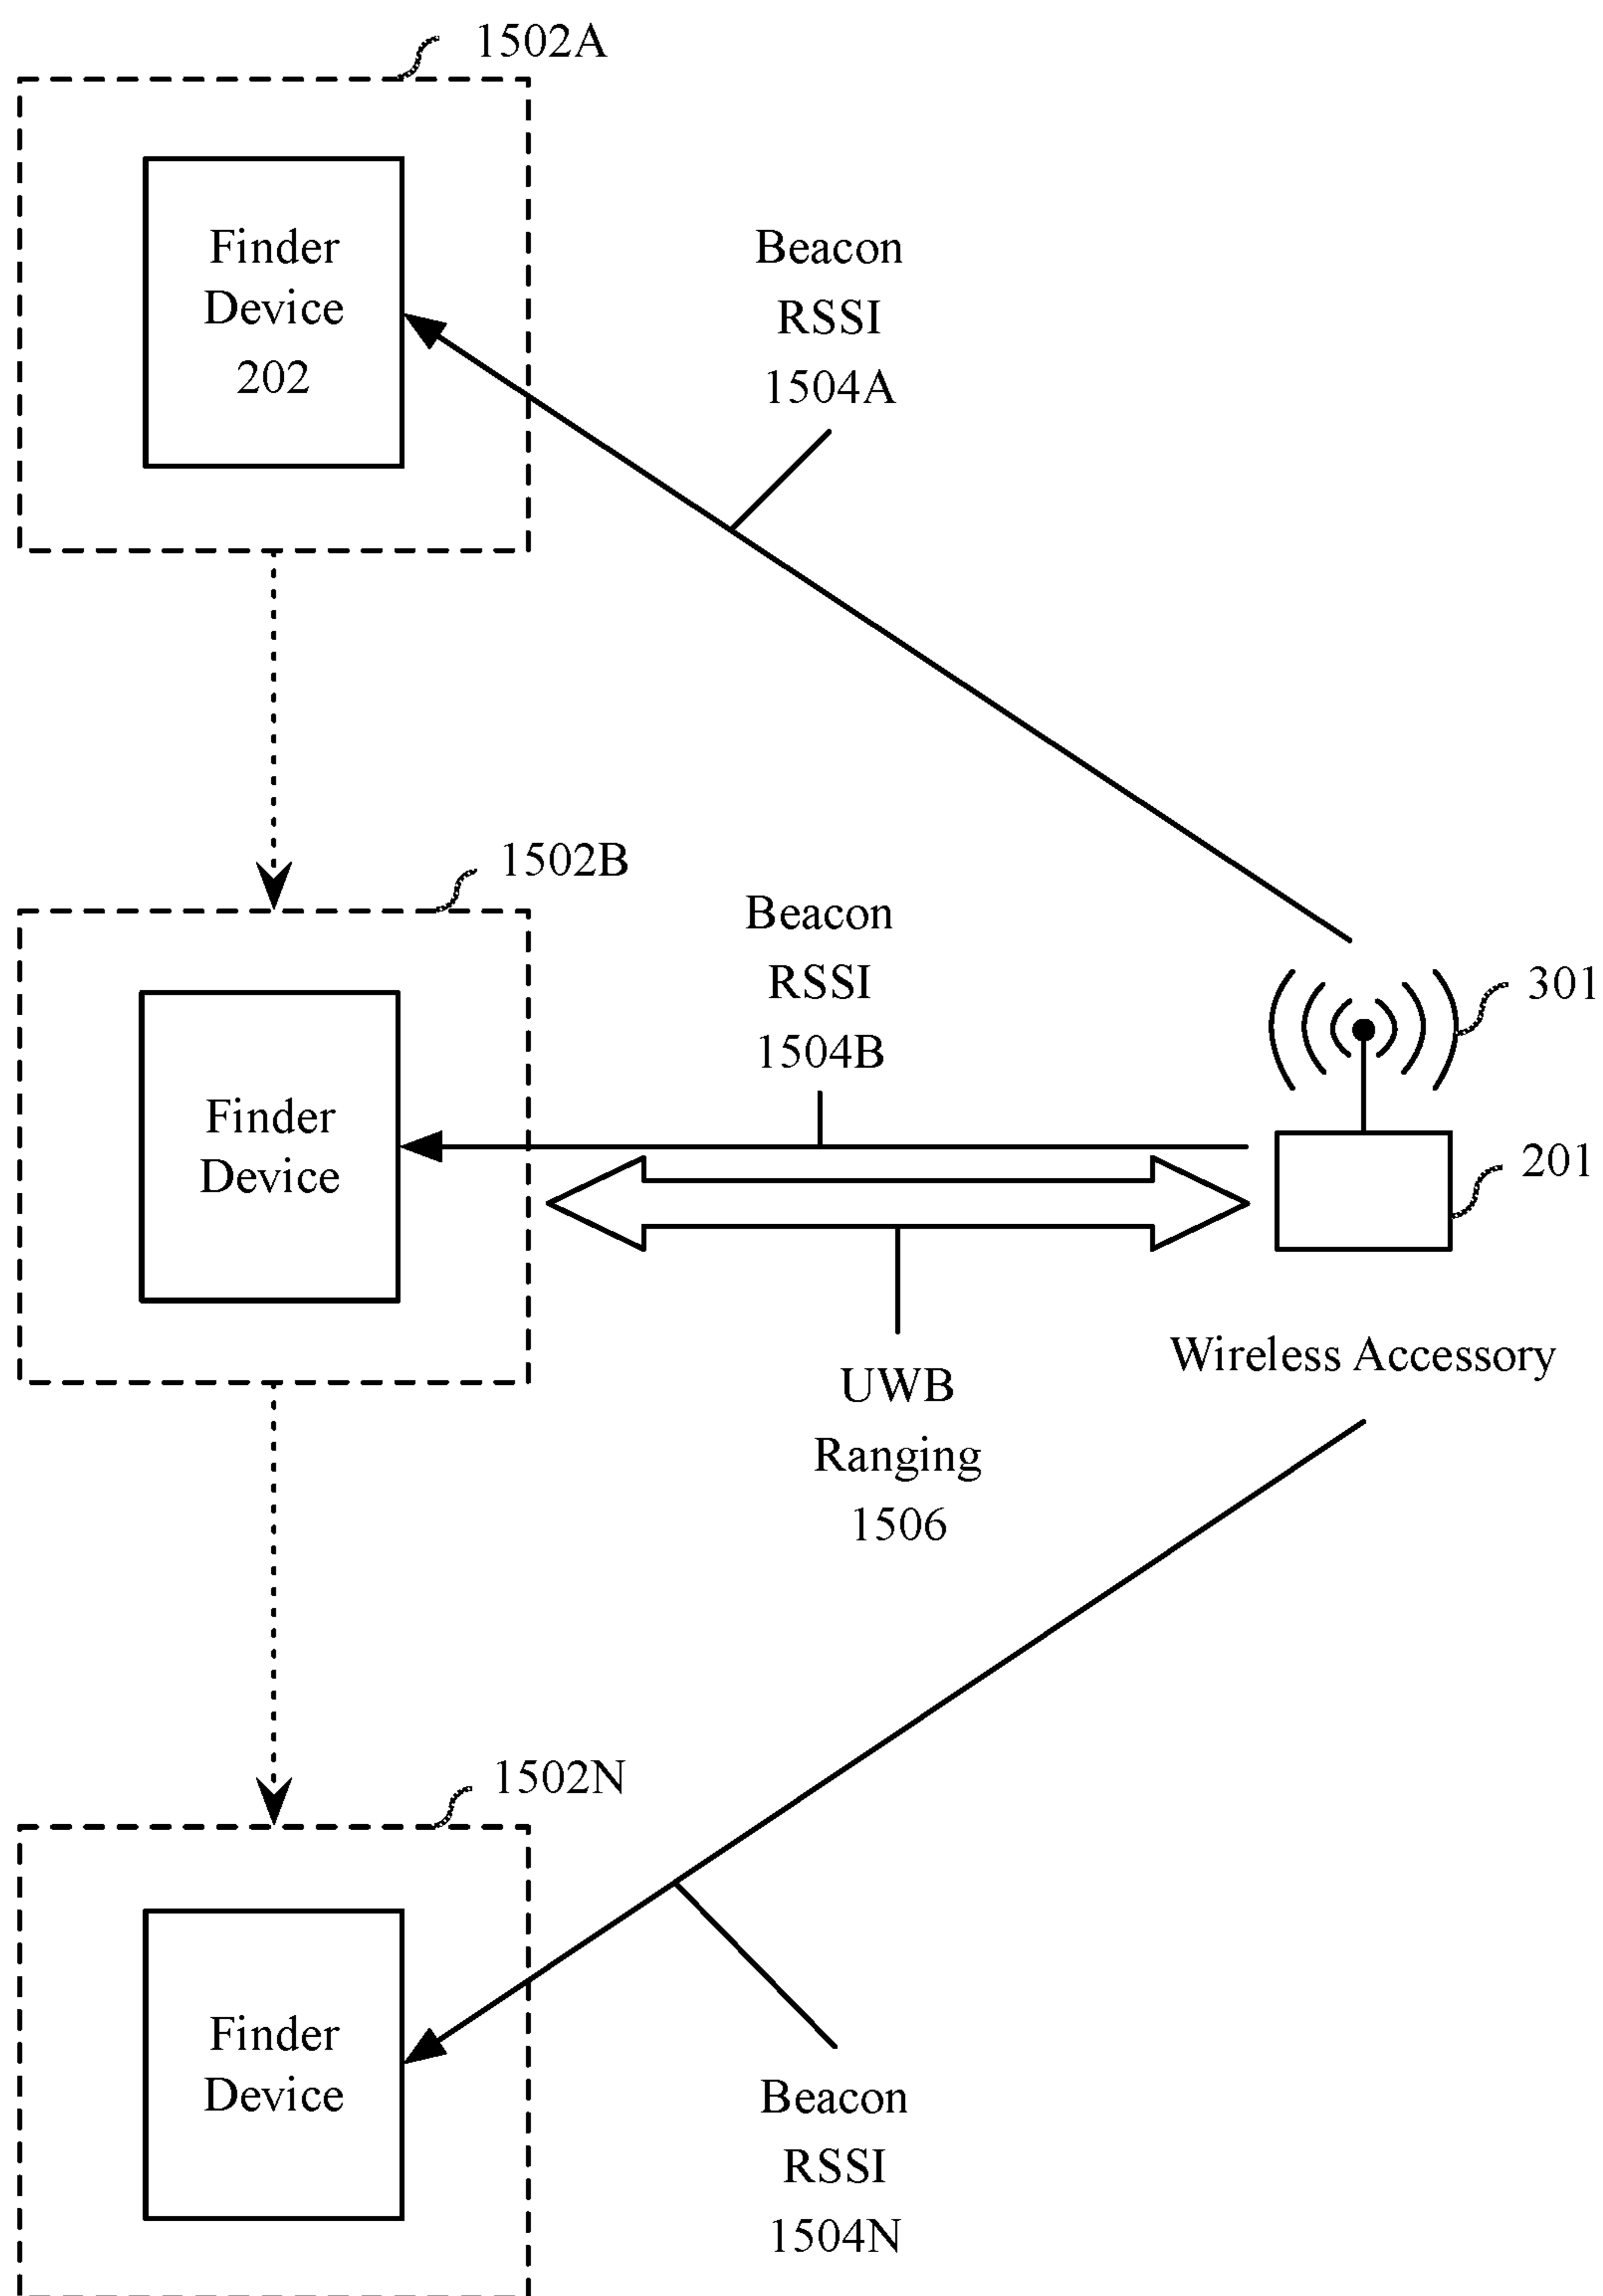 1502A
Finder
Device
202
Beacon
RSSI
1504A
1502B
Beacon
RSSI
1504B
301
Finder
Device
201
Wireless Accessory
UWB
Ranging
1506
1502N
Finder
Device
Beacon
RSSI
1504N